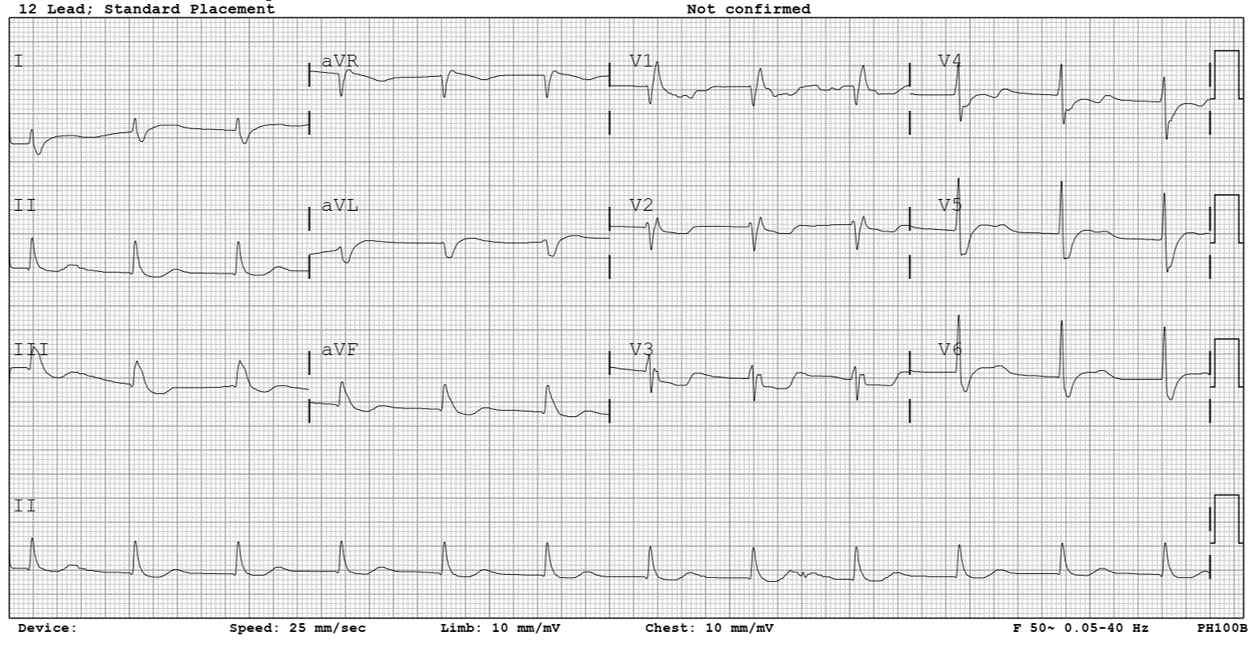 12 Lead; Standard Placement Not confirmed
I aVR V1 V4
II aVL V2 V5
III aVF V3 V6
II
Device: Speed: 25 mm/sec Limb: 10 mm/mV Chest: 10 mm/mV F 50~ 0.05-40 Hz PH100B